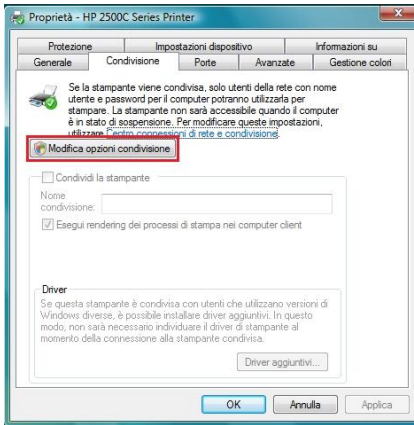 Proprietà - HP 2500C Series Printer
Protezione Impostazioni dispositivo Informazioni su
Generale Condivisione Porte Avanzate Gestione colori
Se la stampante viene condivisa, solo utenti della rete con nome
utente e password per il computer potranno utilizzarla per
stampare. La stampante non sarà accessibile quando il computer
è in stato di sospensione. Per modificare queste impostazioni,
utilizzare Centro connessioni di rete e condivisione.
Modifica opzioni condivisione
Condividi la stampante
Nome
condivisione:
Esegui rendering dei processi di stampa nei computer client
Driver
Se questa stampante è condivisa con utenti che utilizzano versioni di
Windows diverse, è possibile installare driver aggiuntivi. In questo
modo, non sarà necessario individuare il driver di stampante al
momento della connessione alla stampante condivisa.
Driver aggiuntivi...
OK Annulla Applica